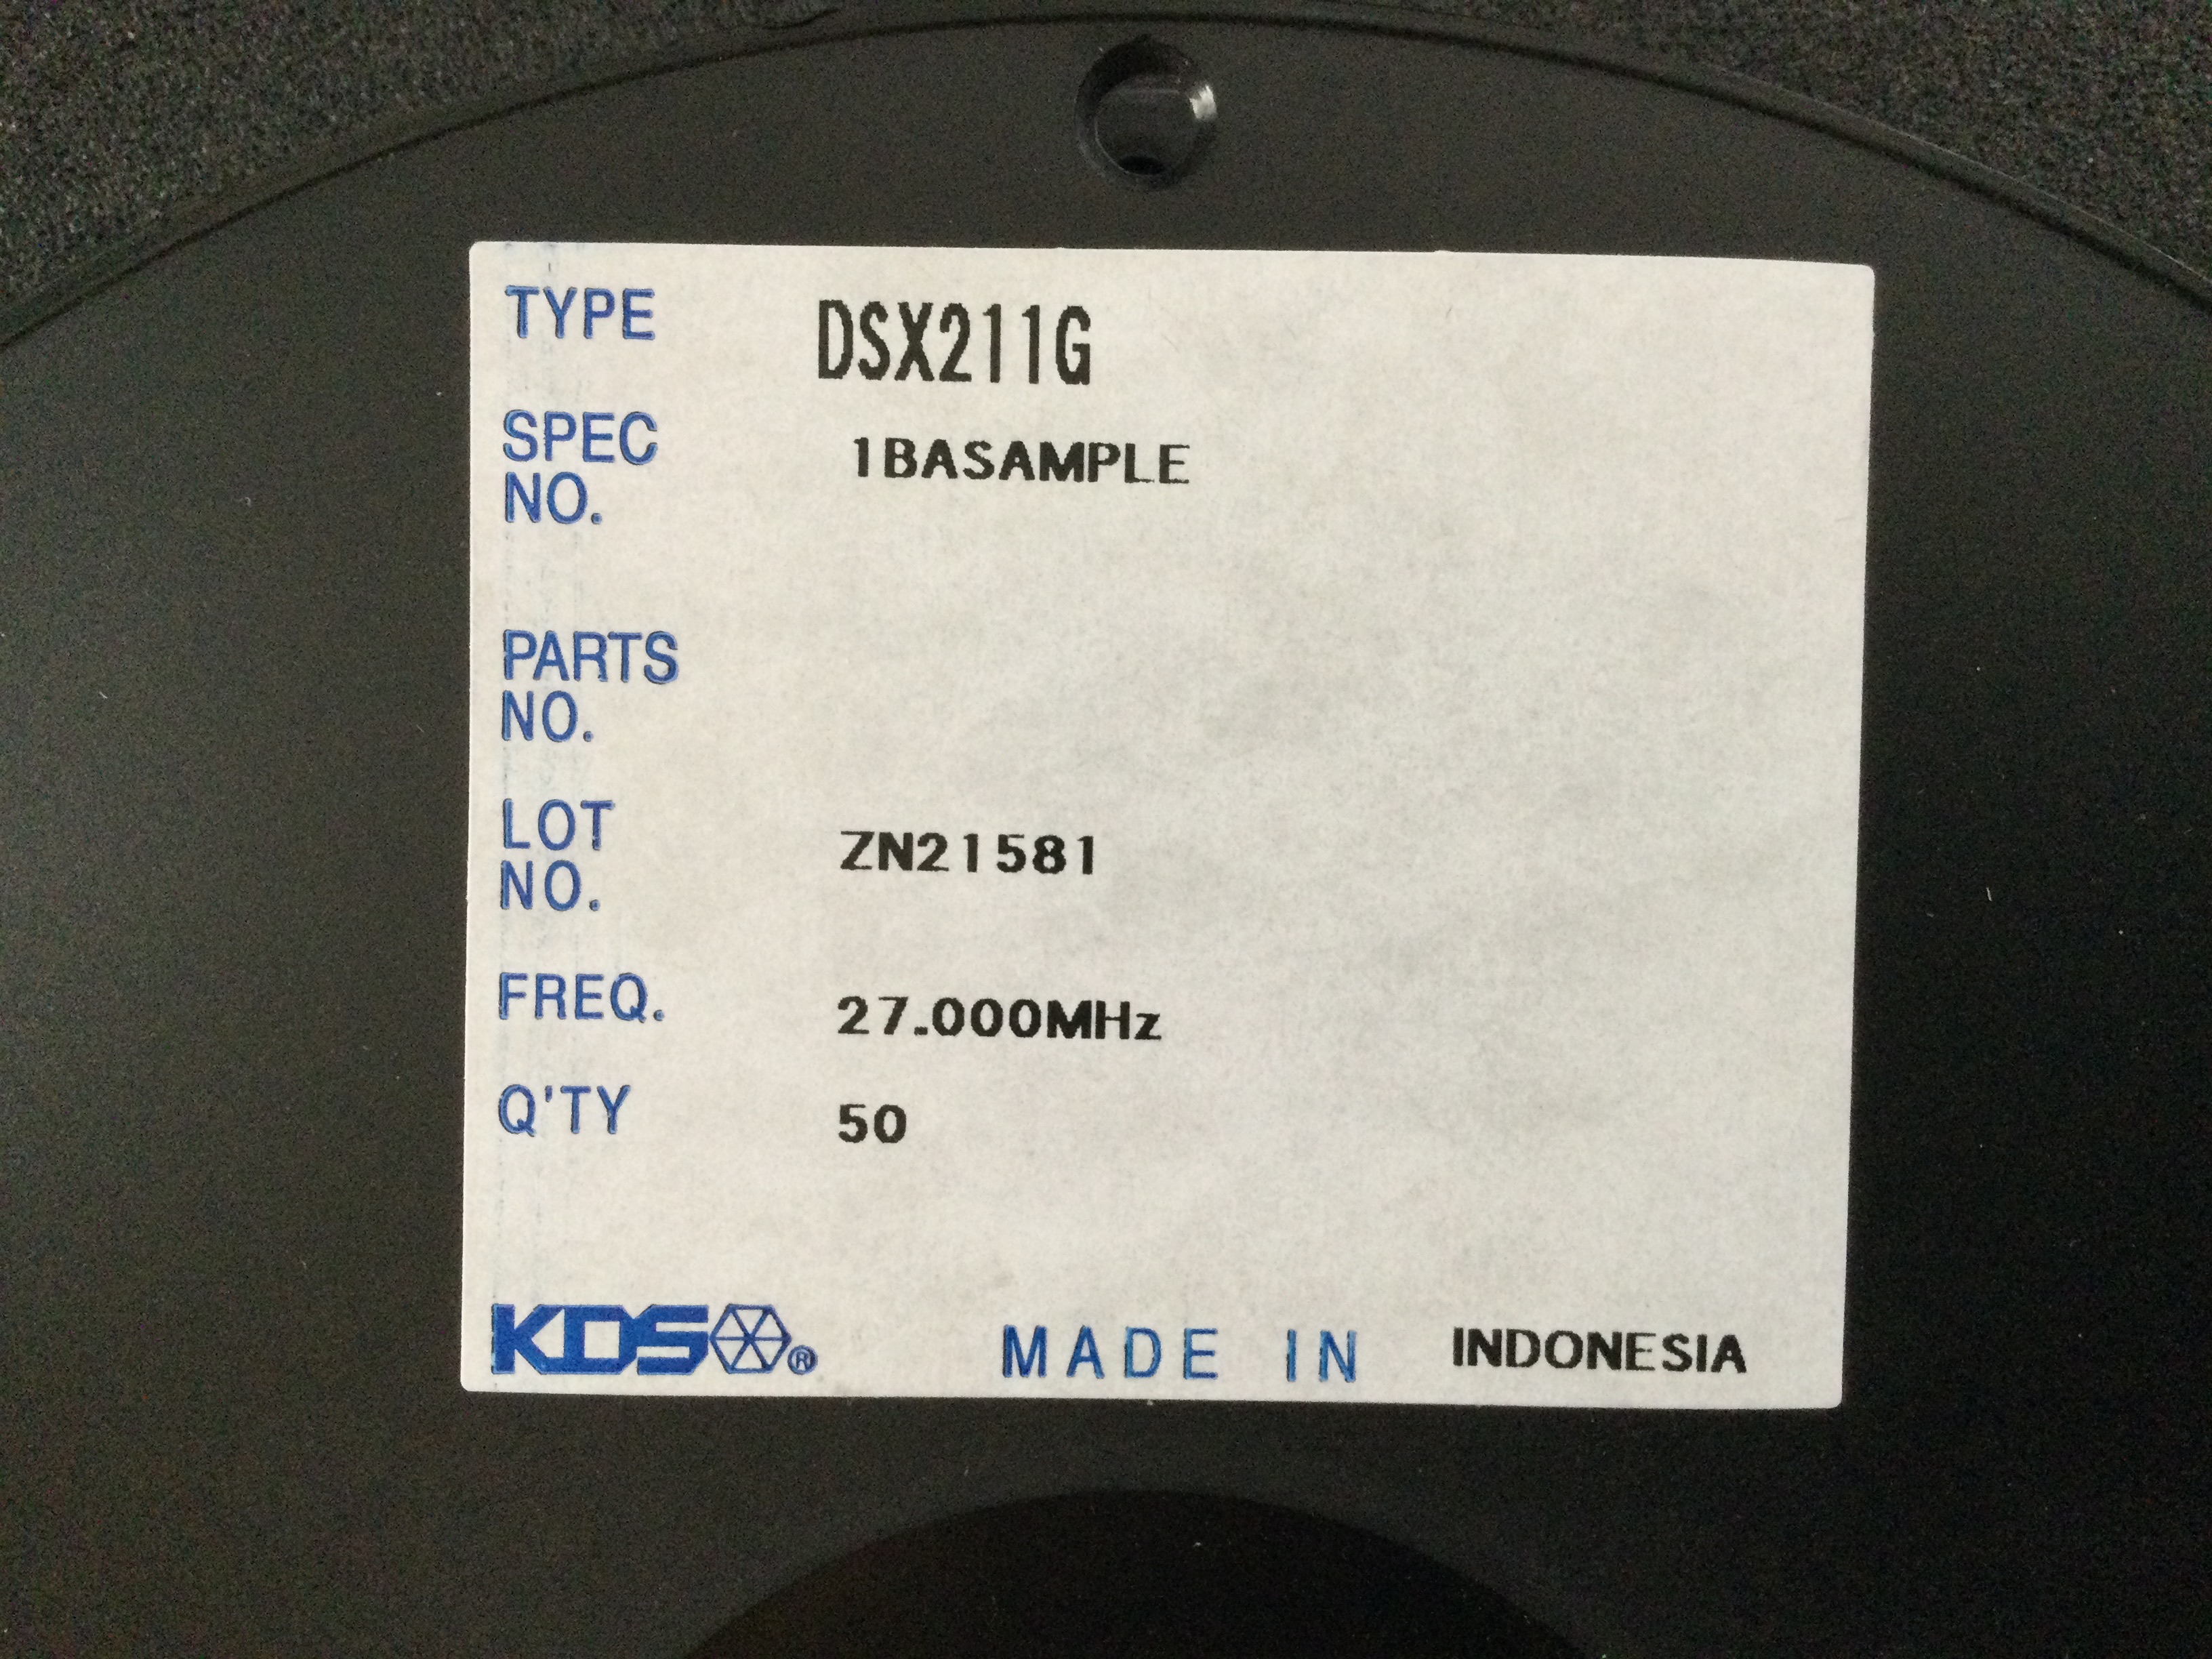 TYPE DSX211G
SPEC NO. 1BASAMPLE
PARTS NO.
LOT NO. ZN21581
FREQ. 27.000MHz
Q'TY 50
KDS ® MADE IN INDONESIA